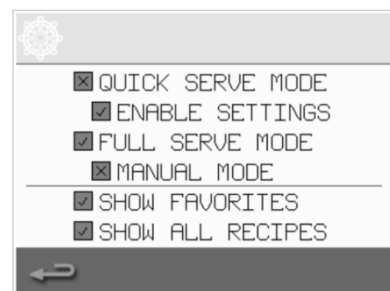 QUICK SERVE MODE
ENABLE SETTINGS
FULL SERVE MODE
MANUAL MODE
SHOW FAVORITES
SHOW ALL RECIPES